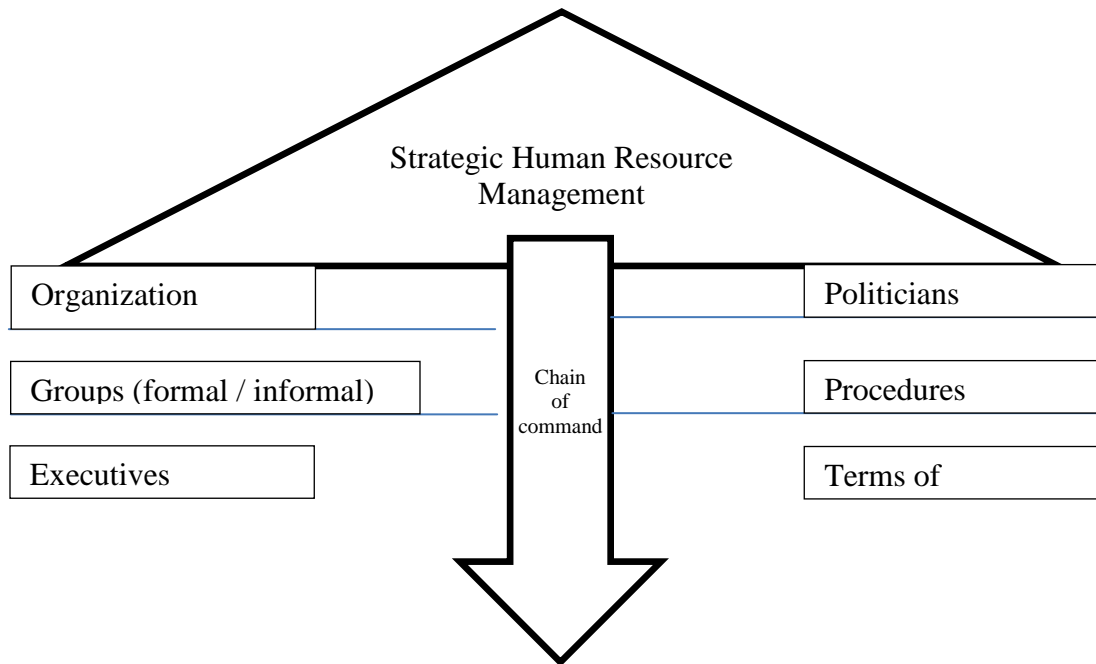 Strategic Human Resource
Management
Organization
Politicians
Groups (formal / informal)
Chain
of
command
Procedures
Executives
Terms of